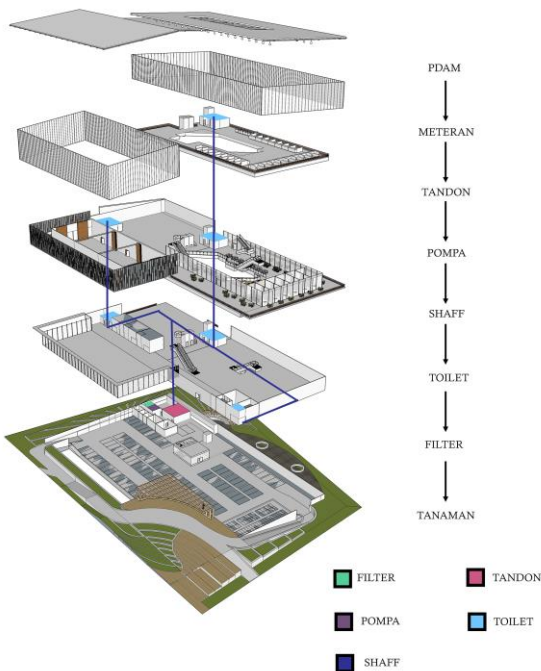 PDAM
METERAN
TANDON
POMPA
SHAFF
TOILET
FILTER
TANAMAN
FILTER
TANDON
POMPA
TOILET
SHAFF